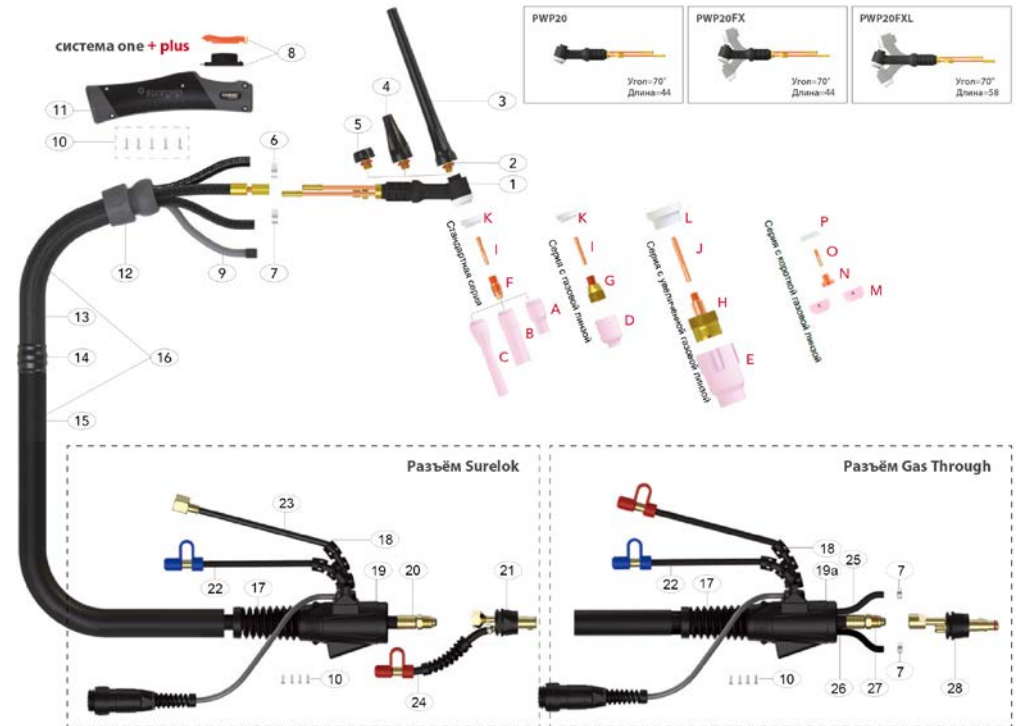 PWP20
Угол=70°
Длина=44
PWP20FX
Угол=70°
Длина=44
PWP20FXL
Угол=70°
Длина=58
система one + plus
8
11
10
4
5
3
6
2
1
12
9
7
13
14
16
15
Стандартная серия
K
I
F
A
B
C
Серия с газовой линзой
K
I
G
D
Серия с увеличенной газовой линзой
L
J
H
E
Серия с короткой газовой линзой
P
O
N
M
Разъём Surelok
23
18
22
17
19
20
21
10
24
Разъём Gas Through
18
22
17
19a
25
7
10
26
27
7
28